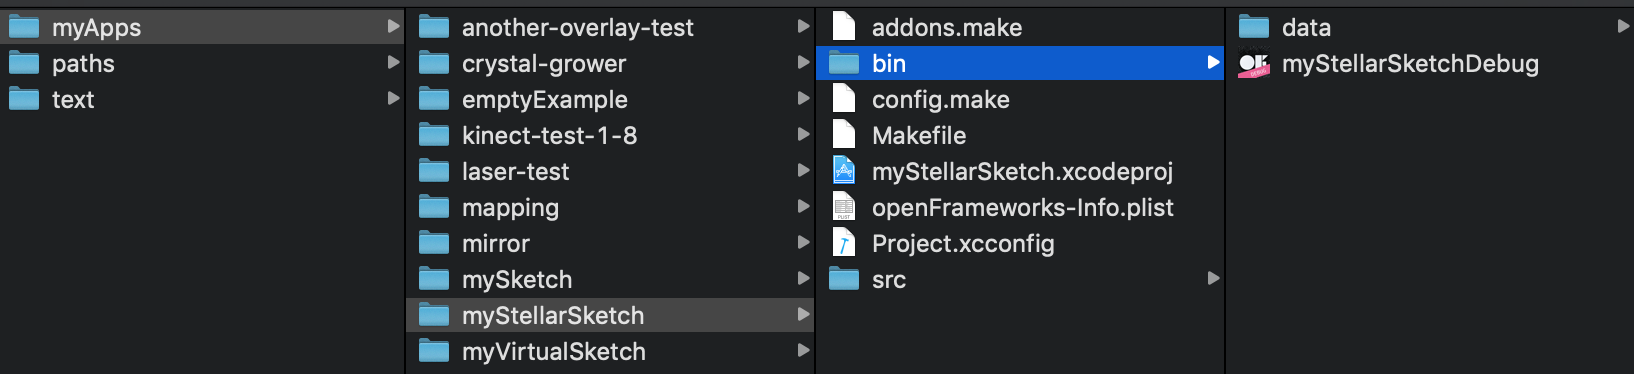 myApps
paths
text
another-overlay-test
crystal-grower
emptyExample
kinect-test-1-8
laser-test
mapping
mirror
mySketch
myStellarSketch
myVirtualSketch
addons.make
bin
config.make
Makefile
myStellarSketch.xcodeproj
openFrameworks-Info.plist
Project.xcconfig
src
data
myStellarSketchDebug